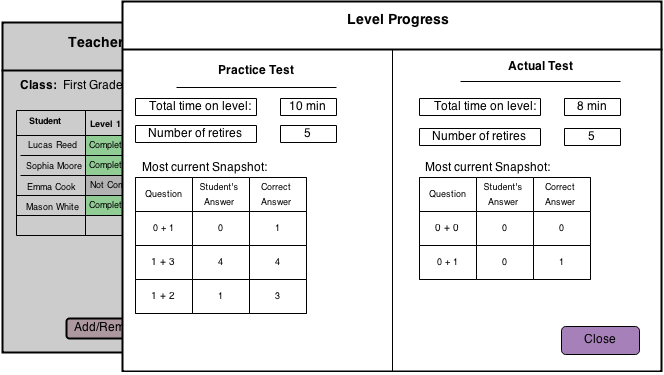 Level Progress
Teacher
Class: First Grade
Student Level 1
Lucas Reed Complet
Sophia Moore Complet
Emma Cook Not Con
Mason White Complet
Add/Rem
Practice Test
Total time on level: 10 min
Number of retires 5
Most current Snapshot:
Question Student's Answer Correct Answer
0 + 1 0 1
1 + 3 4 4
1 + 2 1 3
Actual Test
Total time on level: 8 min
Number of retires 5
Most current Snapshot:
Question Student's Answer Correct Answer
0 + 0 0 0
0 + 1 0 1
Close